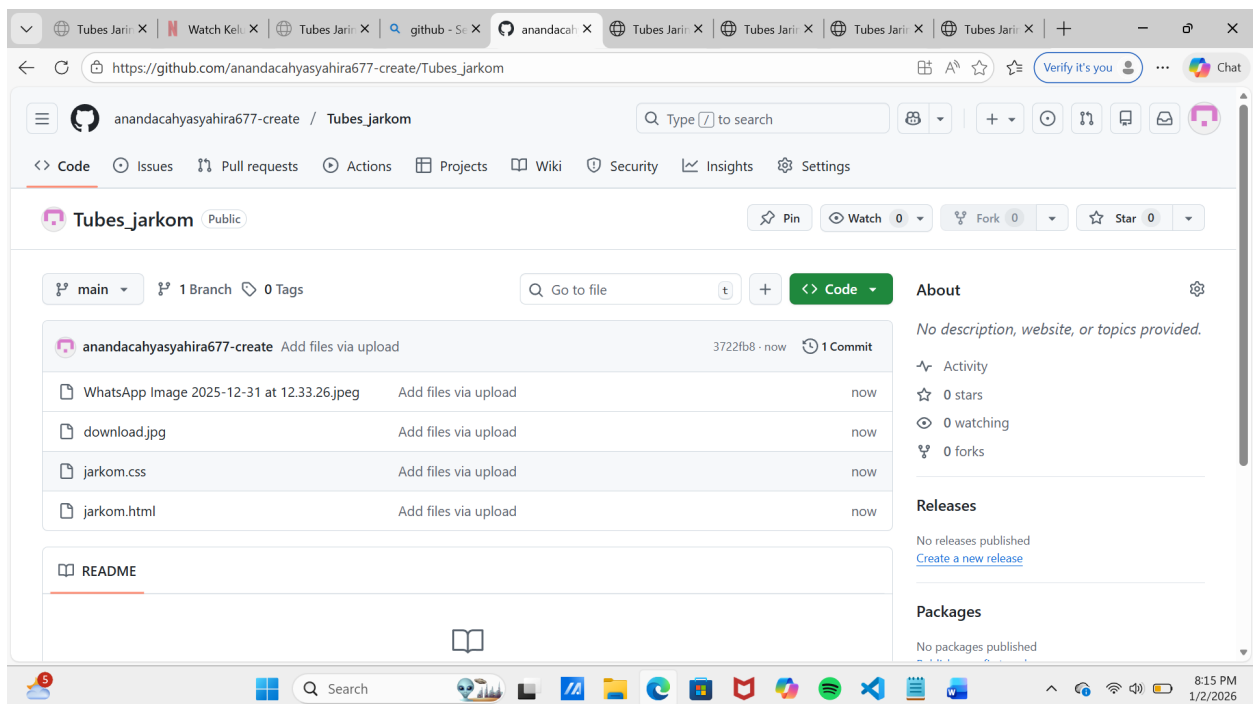 Tubes Jarin
Watch Kelu
Tubes Jarin
github - Se
anandacah
Tubes Jarin
Tubes Jarin
Tubes Jarin
Tubes Jarin
https://github.com/anandacahyasyahira677-create/Tubes_jarkom
Verify it's you
Chat
anandacahyasyahira677-create / Tubes_jarkom
Type / to search
Code
Issues
Pull requests
Actions
Projects
Wiki
Security
Insights
Settings
Tubes_jarkom
Public
Pin
Watch 0
Fork 0
Star 0
main
1 Branch
0 Tags
Go to file
t
Code
anandacahyasyahira677-create Add files via upload
3722fb8 · now
1 Commit
WhatsApp Image 2025-12-31 at 12.33.26.jpeg Add files via upload now
download.jpg Add files via upload now
jarkom.css Add files via upload now
jarkom.html Add files via upload now
README
About
No description, website, or topics provided.
Activity
0 stars
0 watching
0 forks
Releases
No releases published
Create a new release
Packages
No packages published
5
Search
8:15 PM
1/2/2026